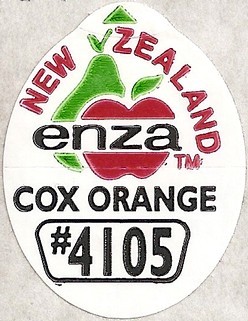 NEW ZEALAND
enza
TM
COX ORANGE
#4105